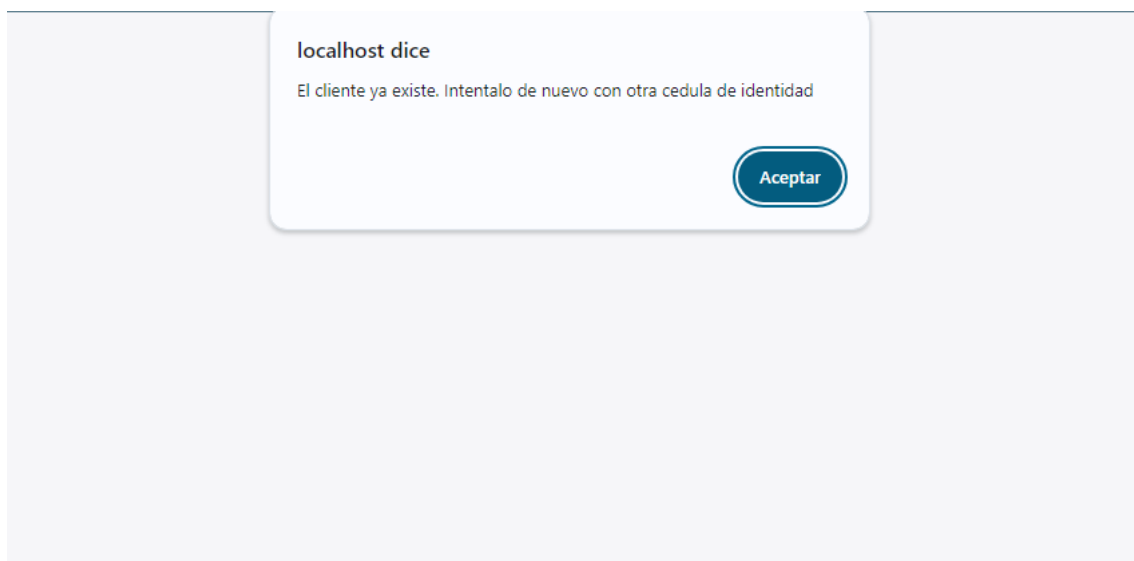 localhost dice
El cliente ya existe. Intentalo de nuevo con otra cedula de identidad
Aceptar